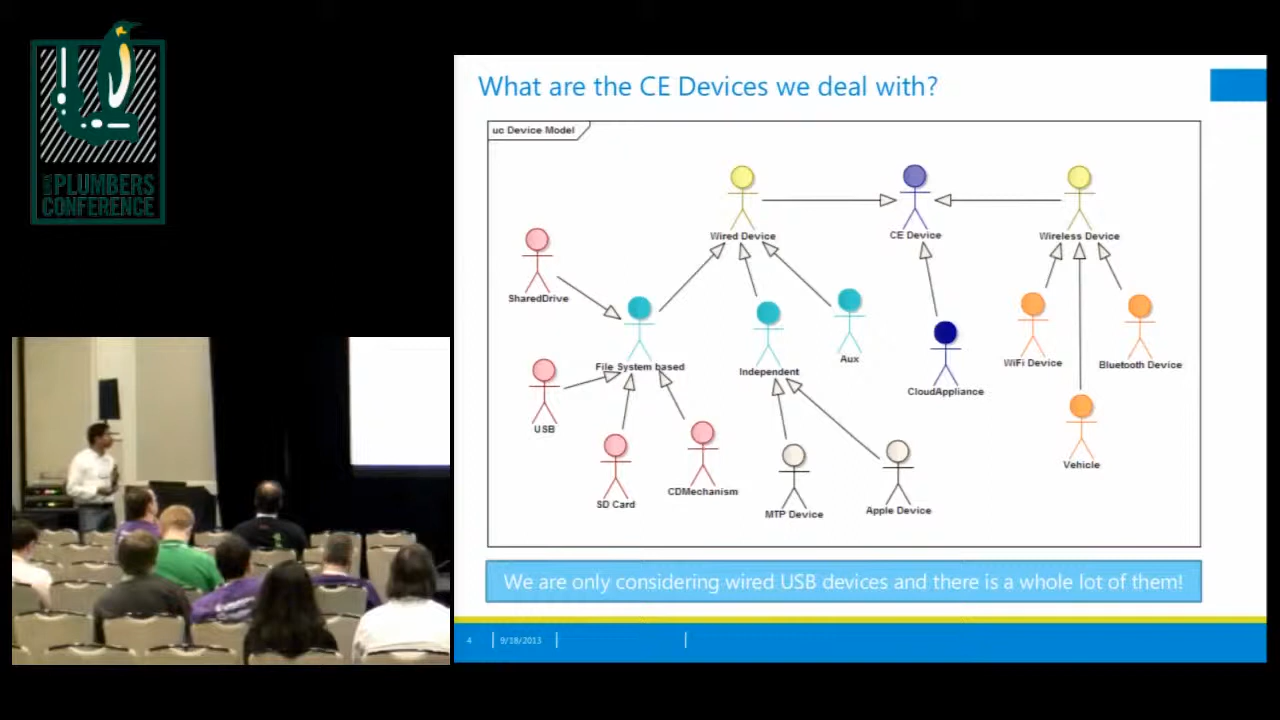 LINUX
PLUMBERS
CONFERENCE
What are the CE Devices we deal with?
uc Device Model
Wired Device
CE Device
Wireless Device
SharedDrive
File System based
Independent
Aux
CloudAppliance
WiFi Device
Bluetooth Device
USB
SD Card
CDMechanism
MTP Device
Apple Device
Vehicle
We are only considering wired USB devices and there is a whole lot of them!
4
9/18/2013